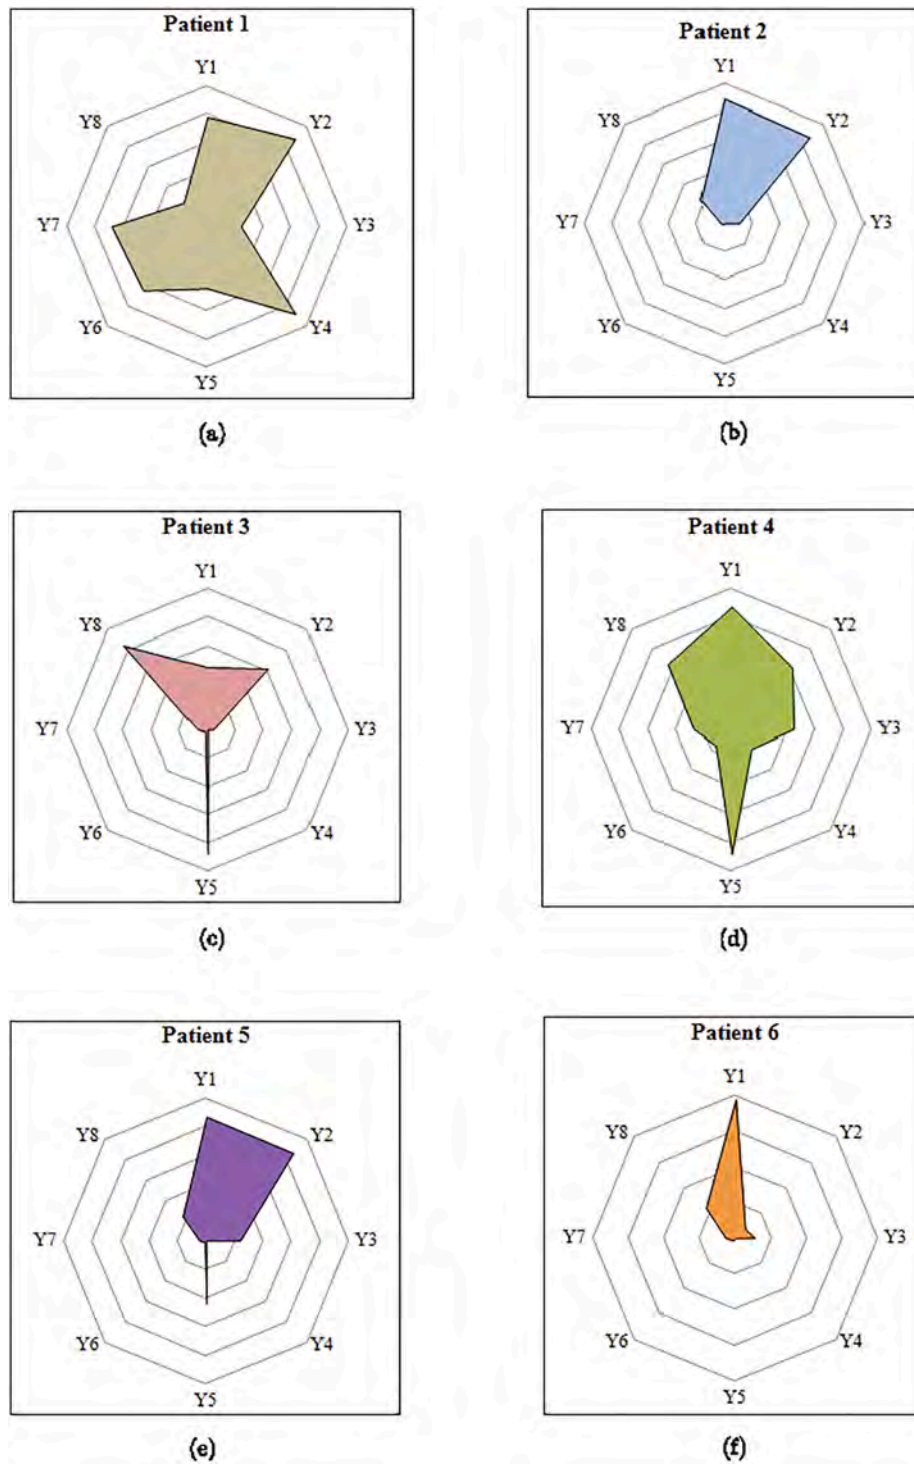 Patient 1
Y1
Y2
Y3
Y4
Y5
Y6
Y7
Y8
(a)
Patient 2
Y1
Y2
Y3
Y4
Y5
Y6
Y7
Y8
(b)
Patient 3
Y1
Y2
Y3
Y4
Y5
Y6
Y7
Y8
(c)
Patient 4
Y1
Y2
Y3
Y4
Y5
Y6
Y7
Y8
(d)
Patient 5
Y1
Y2
Y3
Y4
Y5
Y6
Y7
Y8
(e)
Patient 6
Y1
Y2
Y3
Y4
Y5
Y6
Y7
Y8
(f)